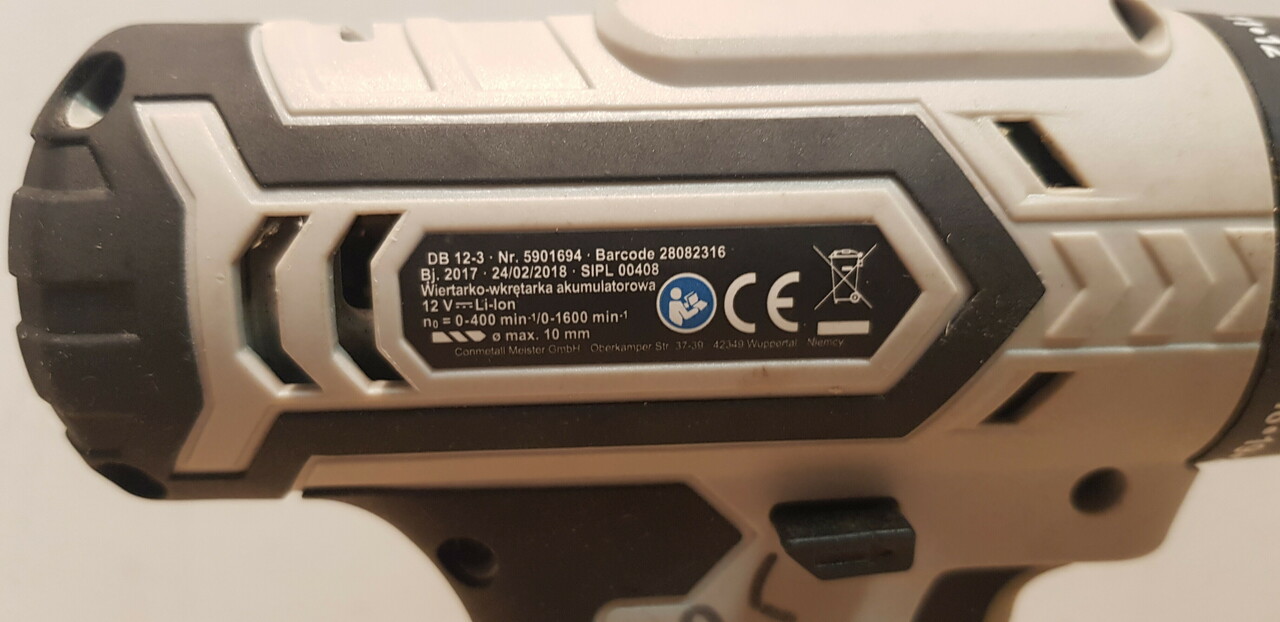 DB 12-3 · Nr. 5901694 · Barcode 28082316
Bj. 2017 · 24/02/2018 · SIPL 00408
Wiertarko-wkrętarka akumulatorowa
12 V⎓Li-Ion
n₀ = 0-400 min⁻¹/0-1600 min⁻¹
ø max. 10 mm
Conmetall Meister GmbH · Oberkamper Str. 37-39 · 42349 Wuppertal · Niemcy
CE